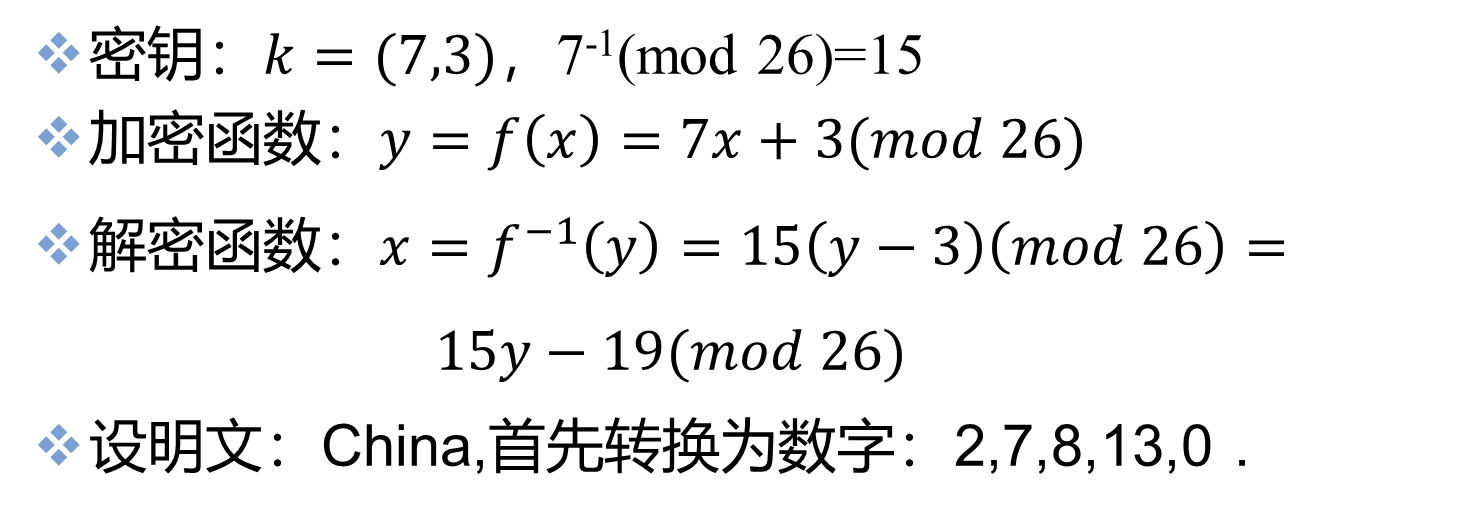 ❖密钥：k = (7,3)，7⁻¹(mod 26)=15
❖加密函数：y = f(x) = 7x + 3(mod 26)
❖解密函数：x = f⁻¹(y) = 15(y − 3)(mod 26) =
15y − 19(mod 26)
❖设明文：China,首先转换为数字：2,7,8,13,0．